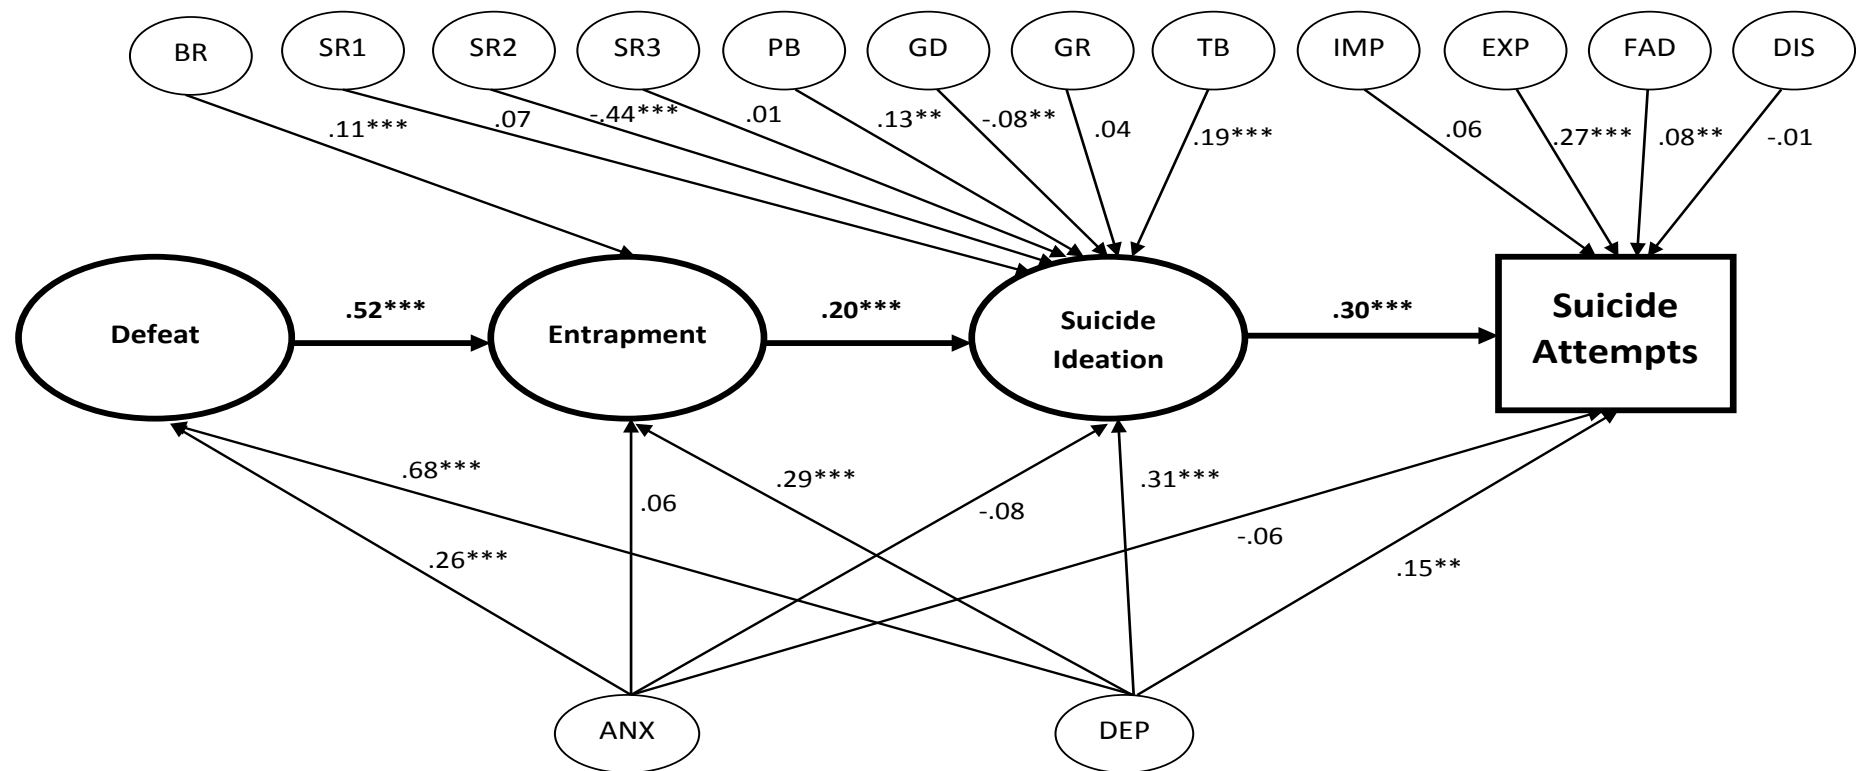 BR SR1 SR2 SR3 PB GD GR TB IMP EXP FAD DIS
.11*** .07 -.44*** .01 .13** -.08** .04 .19*** .06 .27*** .08** -.01
Defeat .52*** Entrapment .20*** Suicide .30*** Suicide
Ideation Attempts
.68*** .06 .29*** -.08 .31*** -.06
.26*** .15**
ANX DEP